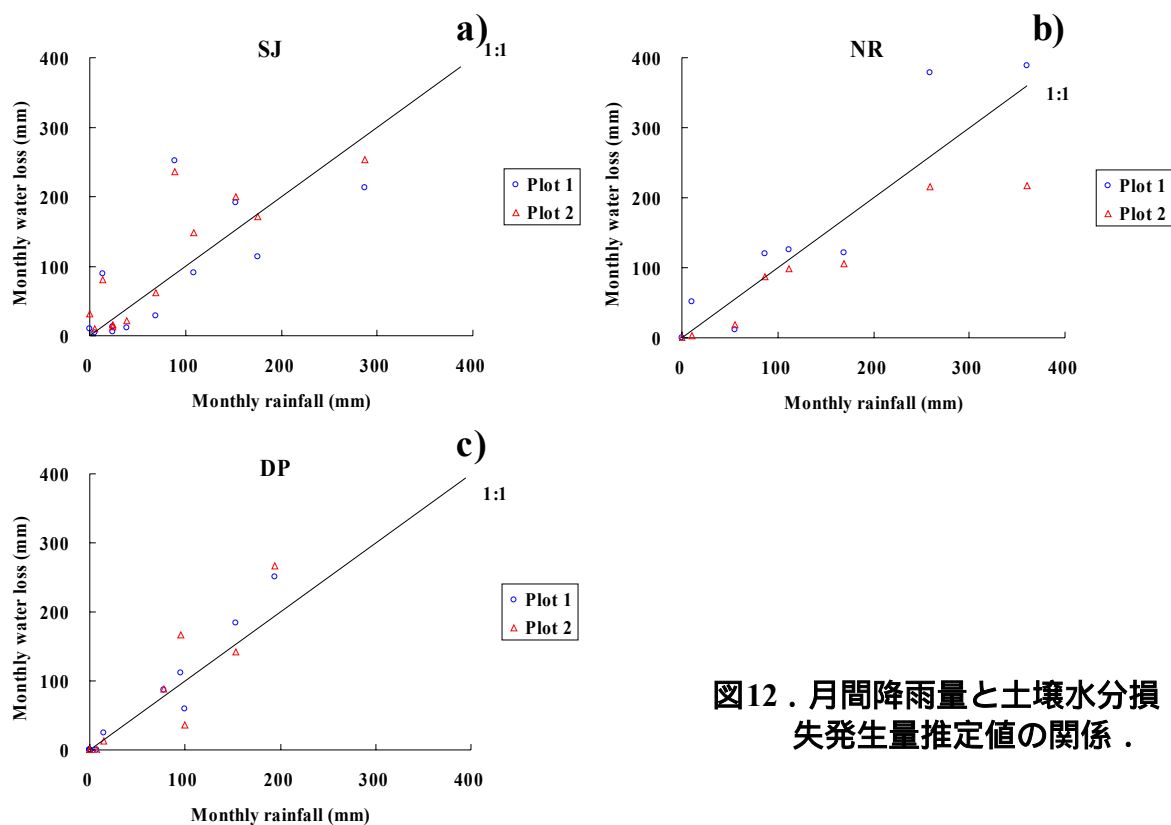 a)
SJ
1:1
400
300
200
100
0
Monthly water loss (mm)
0 100 200 300 400
Monthly rainfall (mm)
Plot 1
Plot 2
b)
NR
1:1
400
300
200
100
0
Monthly water loss (mm)
0 100 200 300 400
Monthly rainfall (mm)
Plot 1
Plot 2
c)
DP
1:1
400
300
200
100
0
Monthly water loss (mm)
0 100 200 300 400
Monthly rainfall (mm)
Plot 1
Plot 2
図12．月間降雨量と土壌水分損
失発生量推定値の関係．